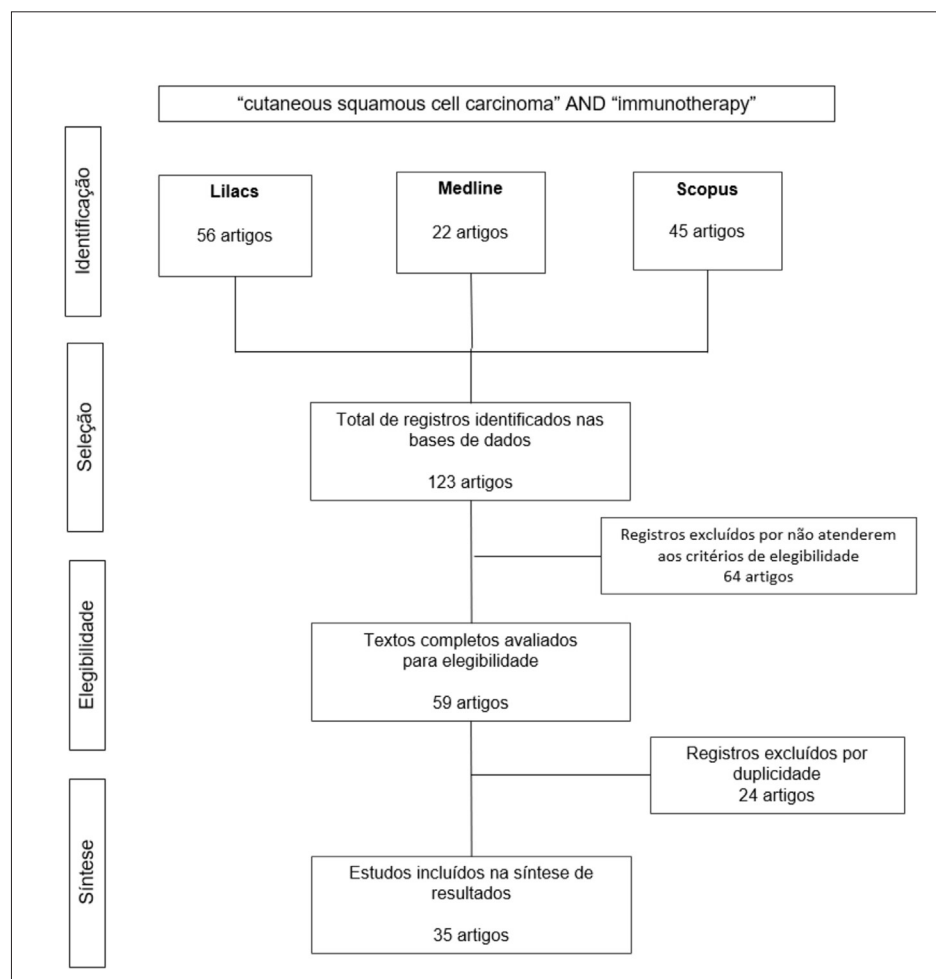 “cutaneous squamous cell carcinoma” AND “immunotherapy”
Identificação
Lilacs
56 artigos
Medline
22 artigos
Scopus
45 artigos
Seleção
Total de registros identificados nas
bases de dados
123 artigos
Registros excluídos por não atenderem
aos critérios de elegibilidade
64 artigos
Elegibilidade
Textos completos avaliados
para elegibilidade
59 artigos
Registros excluídos por
duplicidade
24 artigos
Síntese
Estudos incluídos na síntese de
resultados
35 artigos